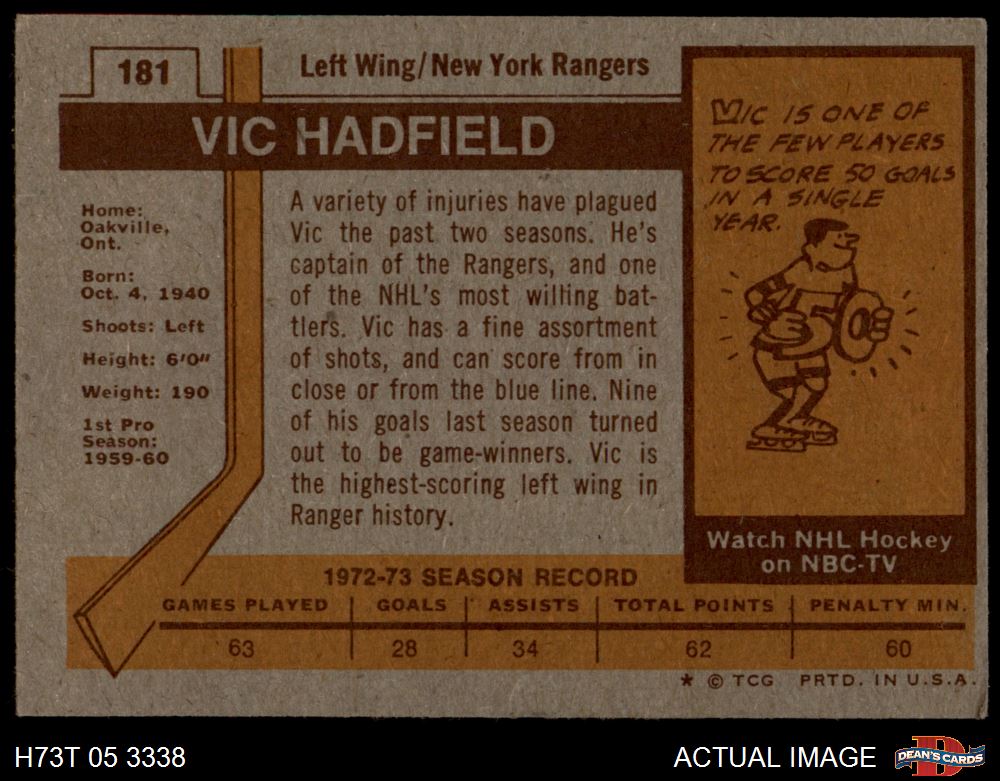 181
Left Wing/New York Rangers
VIC HADFIELD
Home:
Oakville,
Ont.
Born:
Oct. 4, 1940
Shoots: Left
Height: 6'0"
Weight: 190
1st Pro
Season:
1959-60
A variety of injuries have plagued
Vic the past two seasons. He's
captain of the Rangers, and one
of the NHL's most willing bat-
tlers. Vic has a fine assortment
of shots, and can score from in
close or from the blue line. Nine
of his goals last season turned
out to be game-winners. Vic is
the highest-scoring left wing in
Ranger history.
VIC IS ONE OF
THE FEW PLAYERS
TO SCORE 50 GOALS
IN A SINGLE
YEAR.
Watch NHL Hockey
on NBC-TV
1972-73 SEASON RECORD
GAMES PLAYED GOALS ASSISTS TOTAL POINTS PENALTY MIN.
63 28 34 62 60
* © TCG PRTD. IN U.S.A.
H73T 05 3338 ACTUAL IMAGE
D
DEAN'S CARDS